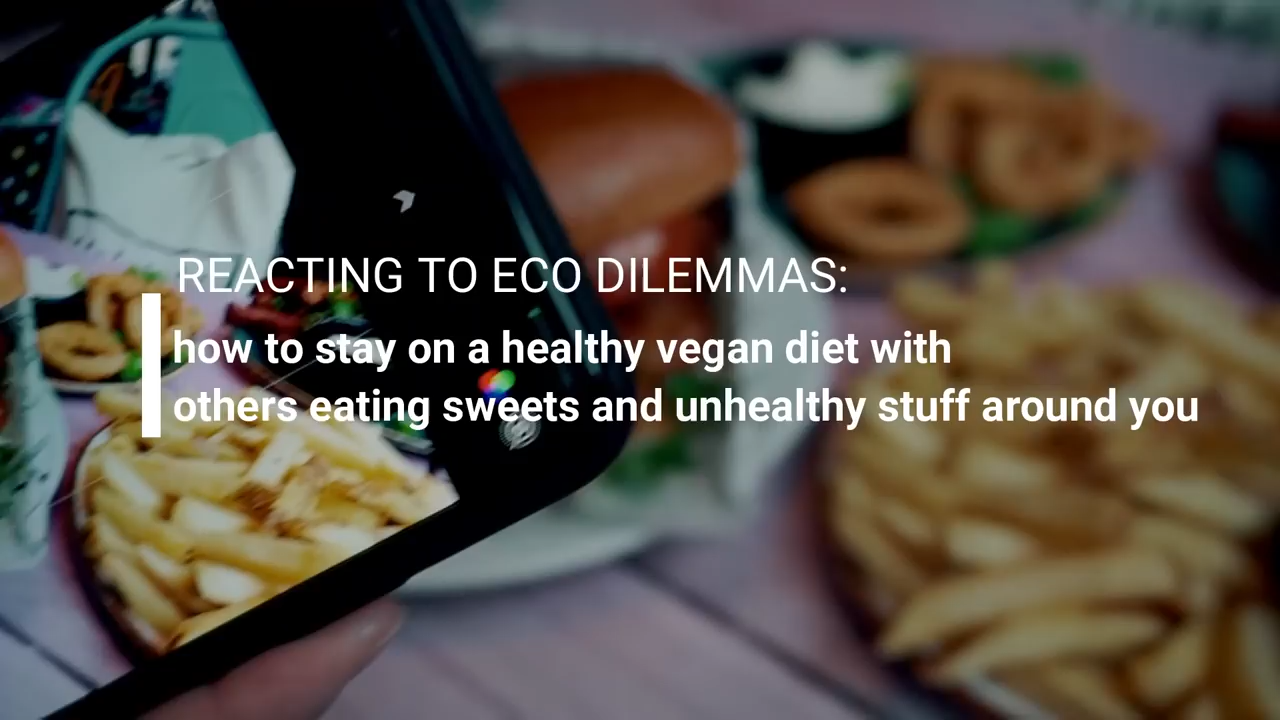 REACTING TO ECO DILEMMAS:
how to stay on a healthy vegan diet with
others eating sweets and unhealthy stuff around you